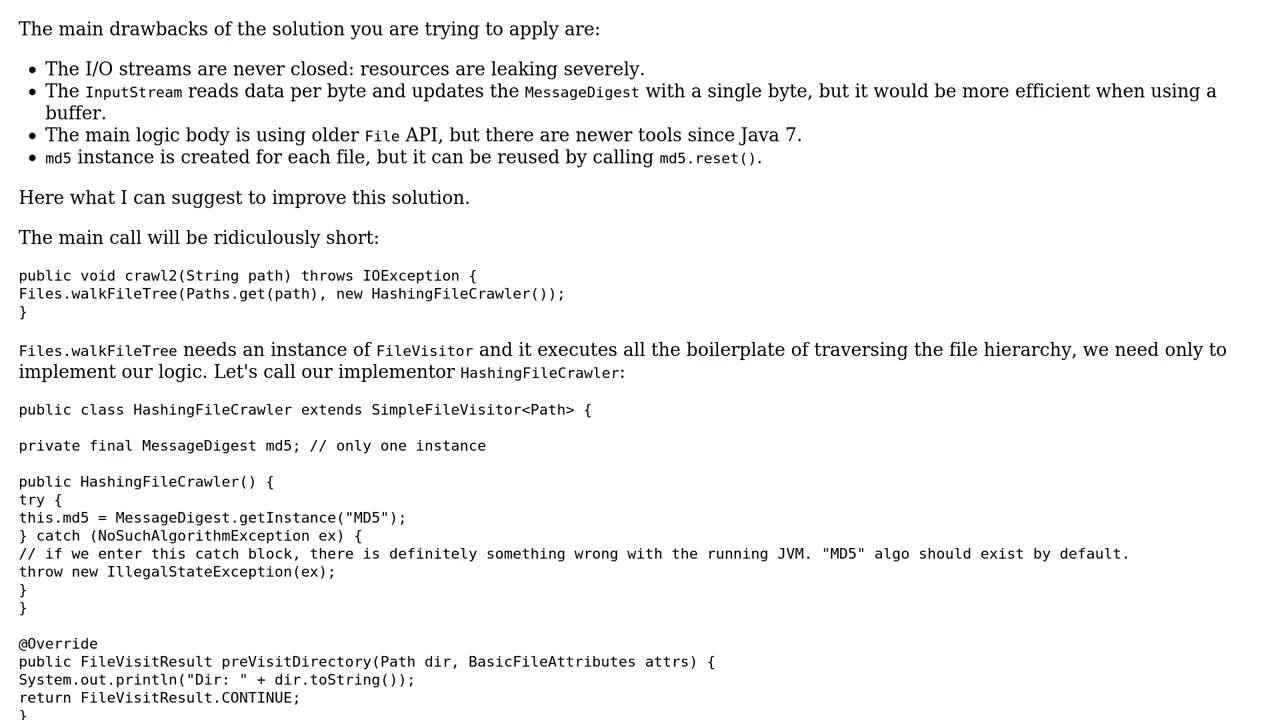 The main drawbacks of the solution you are trying to apply are:
• The I/O streams are never closed: resources are leaking severely.
• The InputStream reads data per byte and updates the MessageDigest with a single byte, but it would be more efficient when using a
buffer.
• The main logic body is using older File API, but there are newer tools since Java 7.
• md5 instance is created for each file, but it can be reused by calling md5.reset().
Here what I can suggest to improve this solution.
The main call will be ridiculously short:
public void crawl2(String path) throws IOException {
Files.walkFileTree(Paths.get(path), new HashingFileCrawler());
}
Files.walkFileTree needs an instance of FileVisitor and it executes all the boilerplate of traversing the file hierarchy, we need only to
implement our logic. Let's call our implementor HashingFileCrawler:
public class HashingFileCrawler extends SimpleFileVisitor<Path> {
private final MessageDigest md5; // only one instance
public HashingFileCrawler() {
try {
this.md5 = MessageDigest.getInstance("MD5");
} catch (NoSuchAlgorithmException ex) {
// if we enter this catch block, there is definitely something wrong with the running JVM. "MD5" algo should exist by default.
throw new IllegalStateException(ex);
}
}
@Override
public FileVisitResult preVisitDirectory(Path dir, BasicFileAttributes attrs) {
System.out.println("Dir: " + dir.toString());
return FileVisitResult.CONTINUE;
}